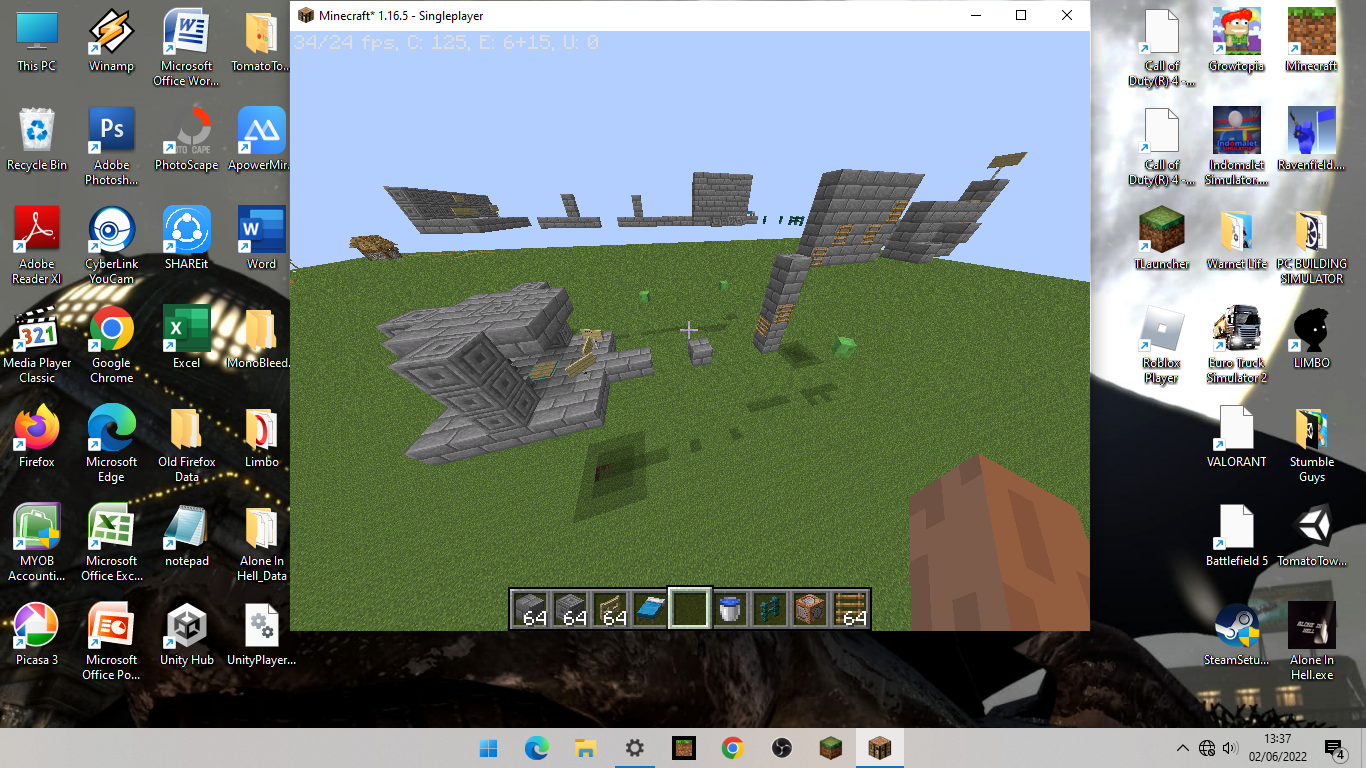 Minecraft* 1.16.5 - Singleplayer
34/24 fps, C: 125, E: 6+15, U: 0
This PC
Winamp
Microsoft
Office Wor...
TomatoTo...
Recycle Bin
Ps
Adobe
Photosh...
PhotoScape
ApowerMir...
Adobe
Reader XI
CyberLink
YouCam
SHAREit
Word
321
Media Player
Classic
Google
Chrome
Excel
MonoBleed...
Firefox
Microsoft
Edge
Old Firefox
Data
Limbo
MYOB
Accounti...
Microsoft
Office Exc...
notepad
Alone In
Hell_Data
Picasa 3
Microsoft
Office Po...
Unity Hub
UnityPlayer...
Call of
Duty(R) 4 -...
Growtopia
Minecraft
Call of
Duty(R) 4 -...
Indomalet
Simulator....
Ravenfield....
TLauncher
Warnet Life
PC BUILDING
SIMULATOR
Roblox
Player
Euro Truck
Simulator 2
LIMBO
VALORANT
Stumble
Guys
Battlefield 5
TomatoTow...
SteamSetu...
Alone In
Hell.exe
64
64
64
64
13:37
02/06/2022
4